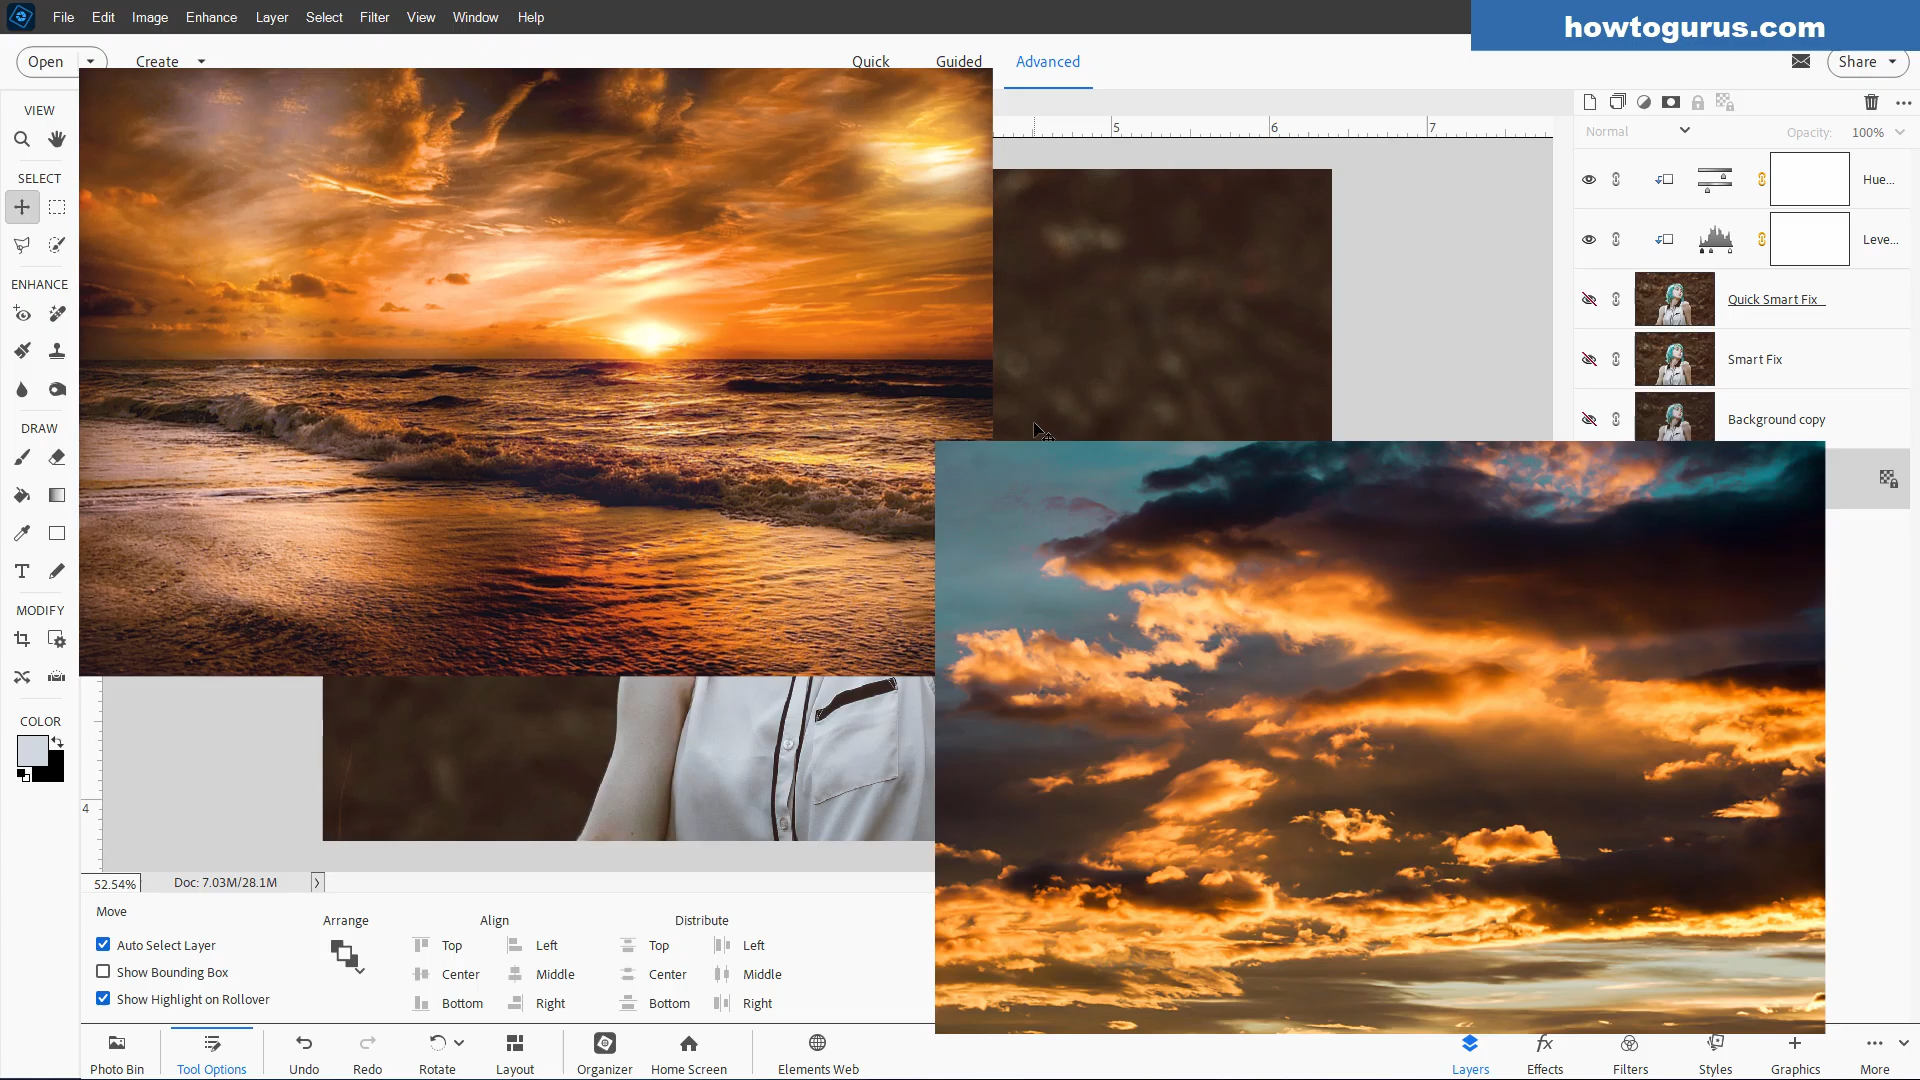 File Edit Image Enhance Layer Select Filter View Window Help
howtogurus.com
Open Create Quick Guided Advanced Share
VIEW
SELECT
ENHANCE
DRAW
MODIFY
COLOR
5 6 7
4
Normal Opacity: 100%
Hue...
Leve...
Quick Smart Fix
Smart Fix
Background copy
52.54% Doc: 7.03M/28.1M
Move
Auto Select Layer
Show Bounding Box
Show Highlight on Rollover
Arrange
Align
Top Left
Center Middle
Bottom Right
Distribute
Top Left
Center Middle
Bottom Right
Photo Bin Tool Options Undo Redo Rotate Layout Organizer Home Screen Elements Web Layers Effects Filters Styles Graphics More